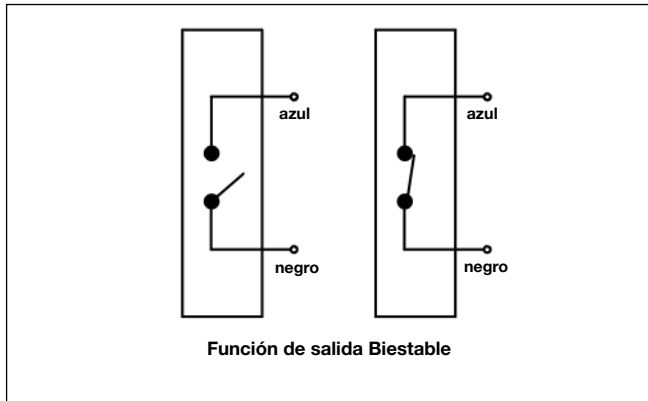 azul
azul
negro
negro
Función de salida Biestable